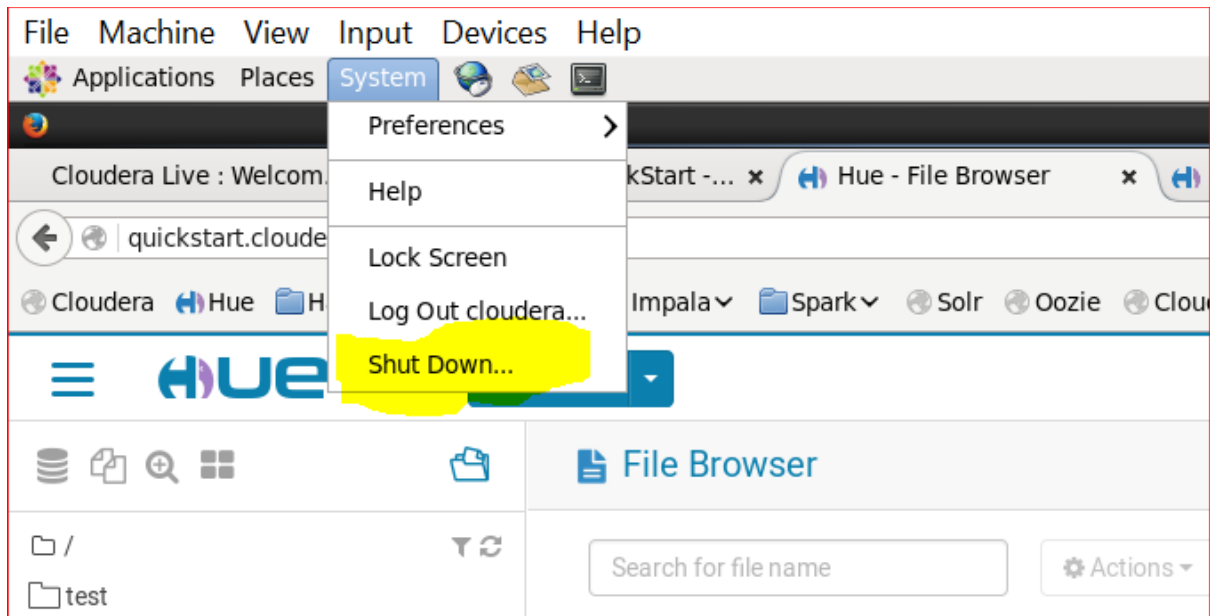 File Machine View Input Devices Help
Applications Places System
Preferences
Cloudera Live : Welcom. kStart -... × Hue - File Browser ×
Help
quickstart.cloude
Lock Screen
Cloudera Hue H Impala Spark Solr Oozie Clou
Log Out cloudera...
Shut Down...
HUE
File Browser
/
Search for file name Actions
test